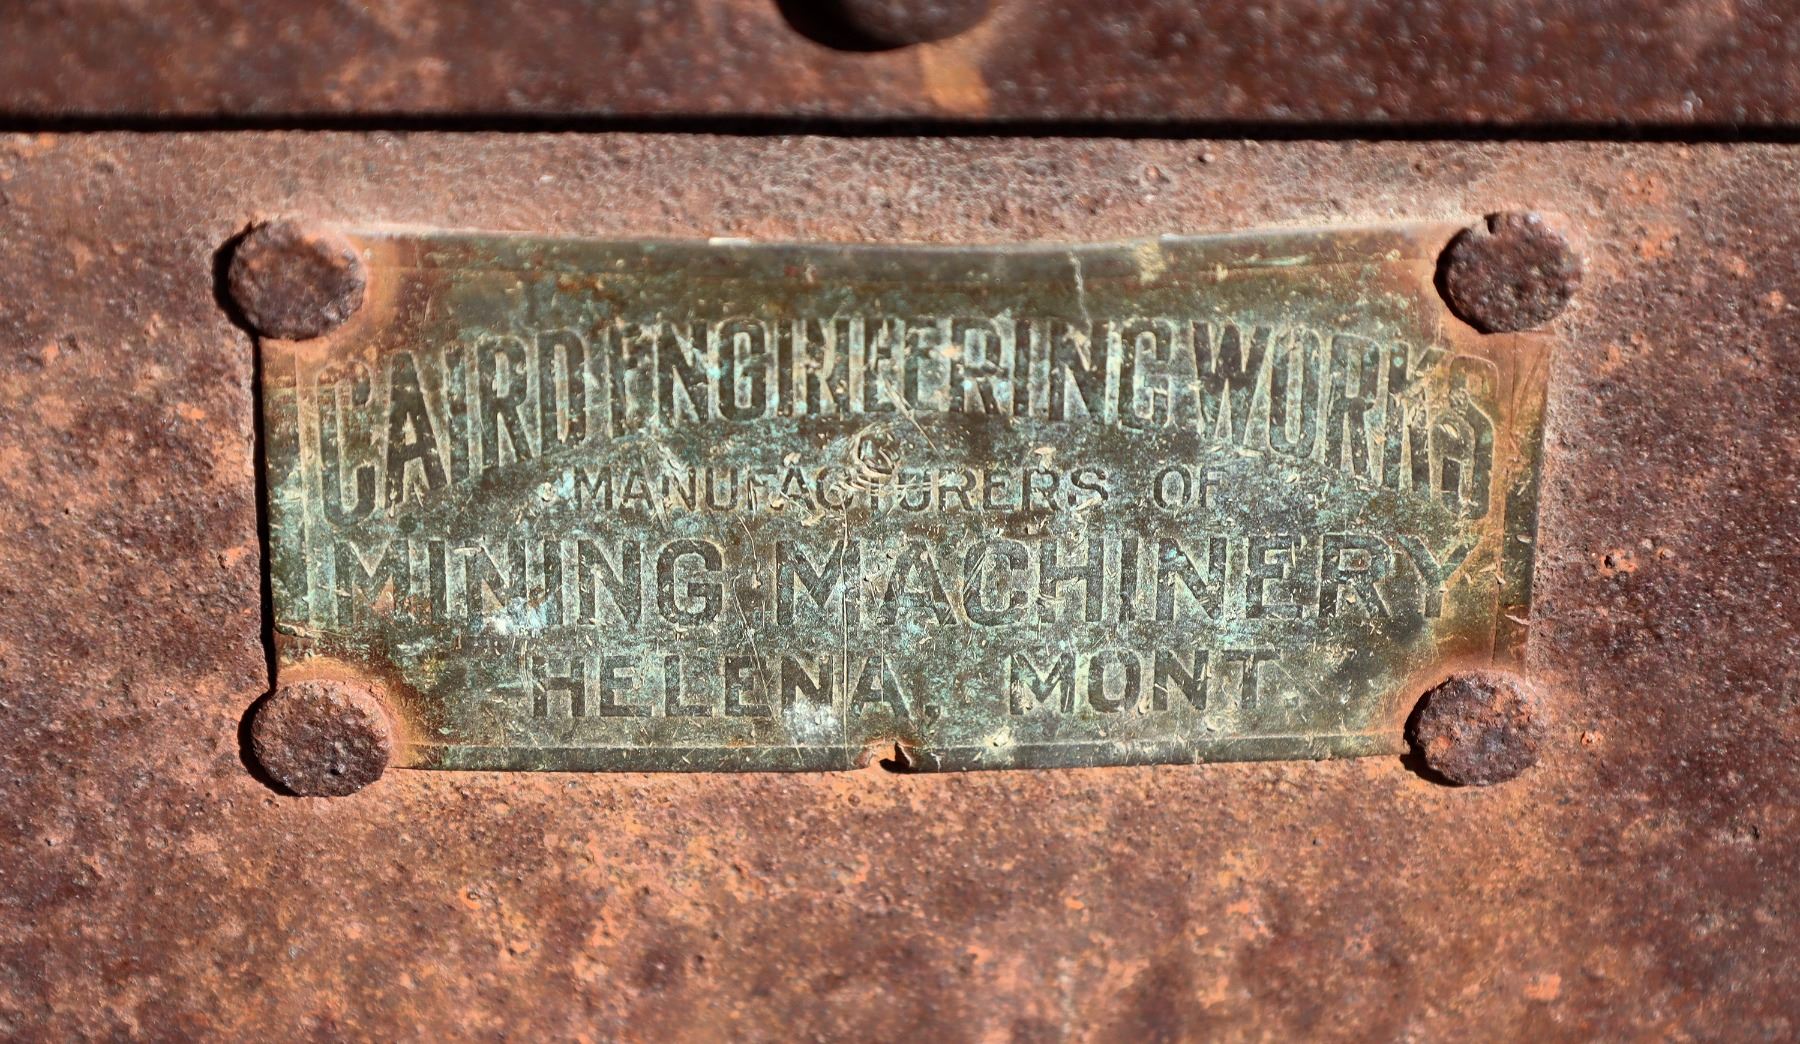 CAIRD ENGINEERING WORKS
MANUFACTURERS OF
MINING MACHINERY
HELENA, MONT.